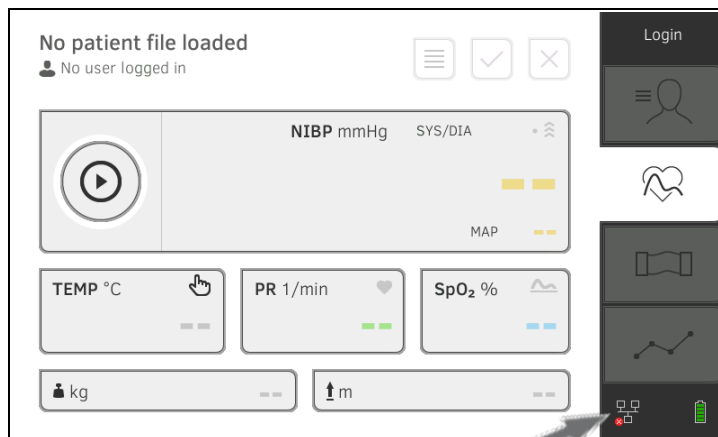 No patient file loaded
No user logged in
Login
NIBP mmHg SYS/DIA
-- --
MAP --
TEMP °C
--
PR 1/min
--
SpO₂ %
--
kg --
m --